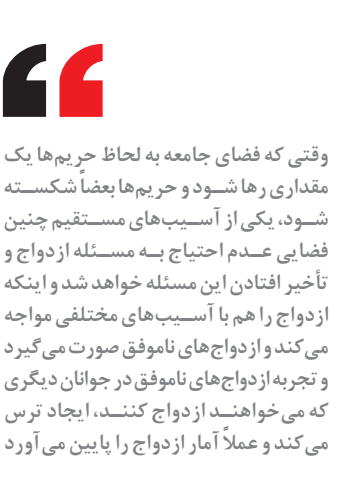 وقتی که فضای جامعه به لحاظ حریم‌ها یک
مقداری رها شود و حریم‌ها بعضاً شکسته
شود، یکی از آسیب‌های مستقیم چنین
فضایی عدم احتیاج به مسئله ازدواج و
تأخیر افتادن این مسئله خواهد شد و اینکه
ازدواج را هم با آسیب‌های مختلفی مواجه
می‌کند و ازدواج‌های ناموفق صورت می‌گیرد
و تجربه ازدواج‌های ناموفق در جوانان دیگری
که می‌خواهند ازدواج کنند، ایجاد ترس
می‌کند و عملاً آمار ازدواج را پایین می‌آورد